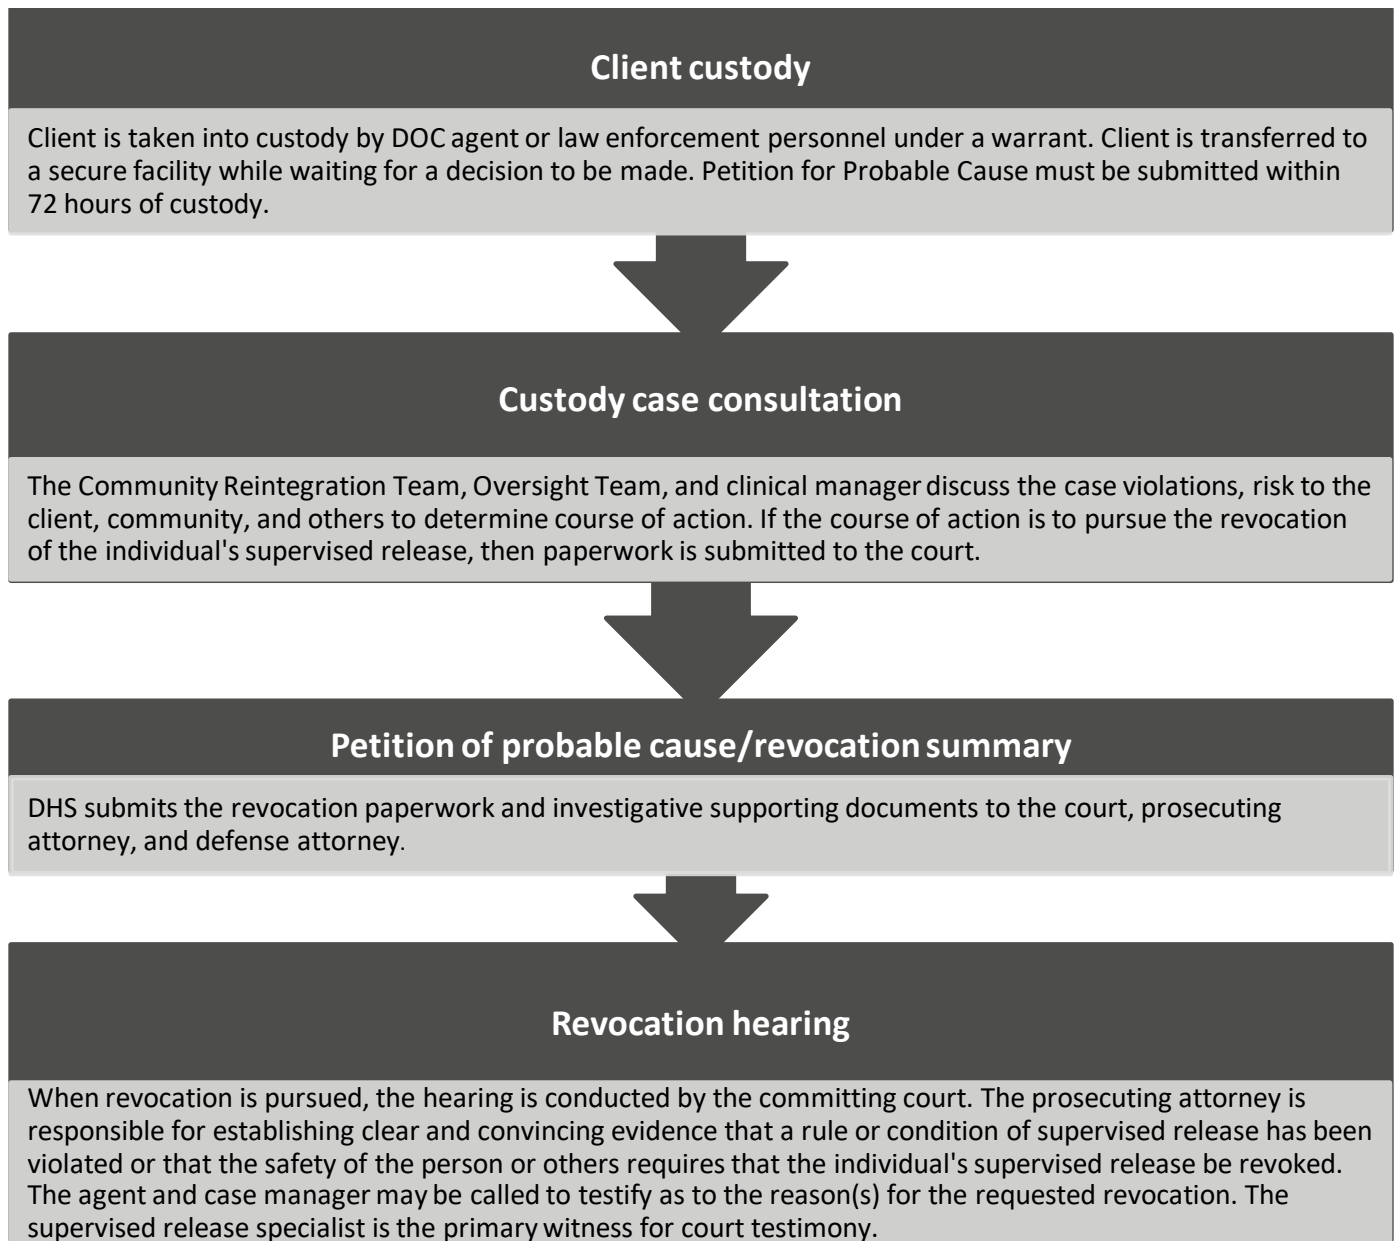 Client custody
Client is taken into custody by DOC agent or law enforcement personnel under a warrant. Client is transferred to
a secure facility while waiting for a decision to be made. Petition for Probable Cause must be submitted within
72 hours of custody.
Custody case consultation
The Community Reintegration Team, Oversight Team, and clinical manager discuss the case violations, risk to the
client, community, and others to determine course of action. If the course of action is to pursue the revocation
of the individual's supervised release, then paperwork is submitted to the court.
Petition of probable cause/revocation summary
DHS submits the revocation paperwork and investigative supporting documents to the court, prosecuting
attorney, and defense attorney.
Revocation hearing
When revocation is pursued, the hearing is conducted by the committing court. The prosecuting attorney is
responsible for establishing clear and convincing evidence that a rule or condition of supervised release has been
violated or that the safety of the person or others requires that the individual's supervised release be revoked.
The agent and case manager may be called to testify as to the reason(s) for the requested revocation. The
supervised release specialist is the primary witness for court testimony.